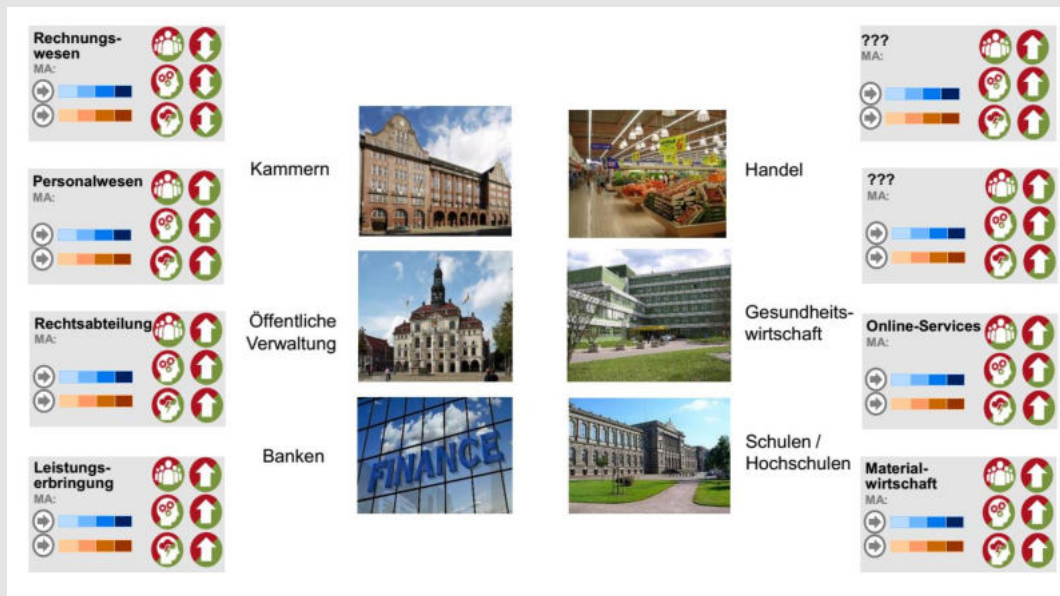 Rechnungs-
wesen
MA:
Personalwesen
MA:
Rechtsabteilung
MA:
Leistungs-
erbringung
MA:
Kammern
Öffentliche
Verwaltung
Banken
FINANCE
Handel
Gesundheits-
wirtschaft
Schulen /
Hochschulen
???
MA:
???
MA:
Online-Services
MA:
Material-
wirtschaft
MA: